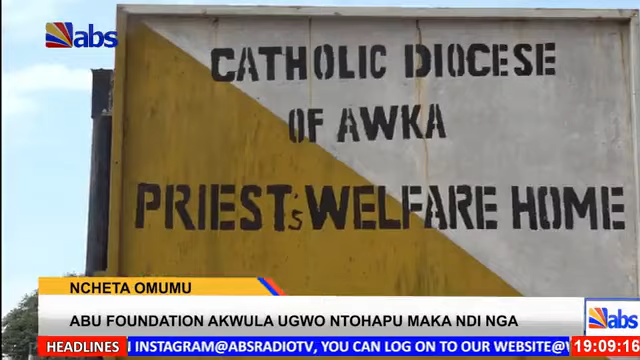 abs
CATHOLIC DIOCESE
OF AWKA
PRIEST'S WELFARE HOME
NCHETA OMUMU
ABU FOUNDATION AKWULA UGWO NTOHAPU MAKA NDI NGA
abs
HEADLINES
INSTAGRAM@ABSRADIOTV, YOU CAN LOG ON TO OUR WEBSITE@
19:09:16